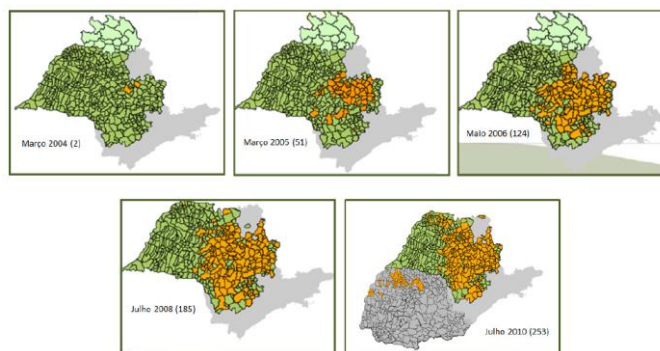 Março 2004 (2)
Março 2005 (51)
Maio 2006 (124)
Julho 2008 (185)
Julho 2010 (253)